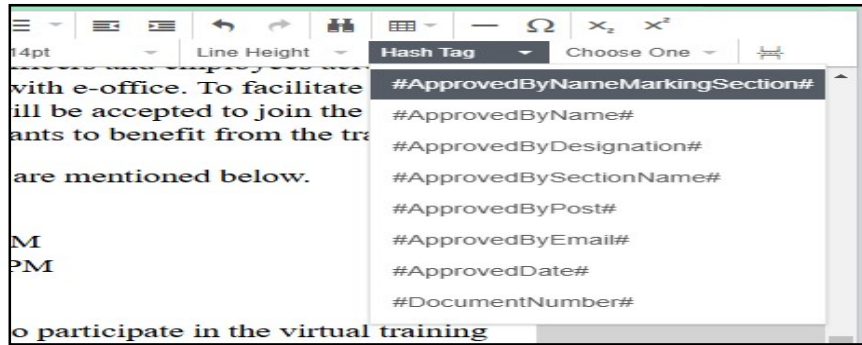 Ω X₂ X²
14pt Line Height Hash Tag Choose One
with e-office. To facilitate
ill be accepted to join the
ants to benefit from the tra
are mentioned below.
M
PM
o participate in the virtual training
#ApprovedByNameMarkingSection#
#ApprovedByName#
#ApprovedByDesignation#
#ApprovedBySectionName#
#ApprovedByPost#
#ApprovedByEmail#
#ApprovedDate#
#DocumentNumber#